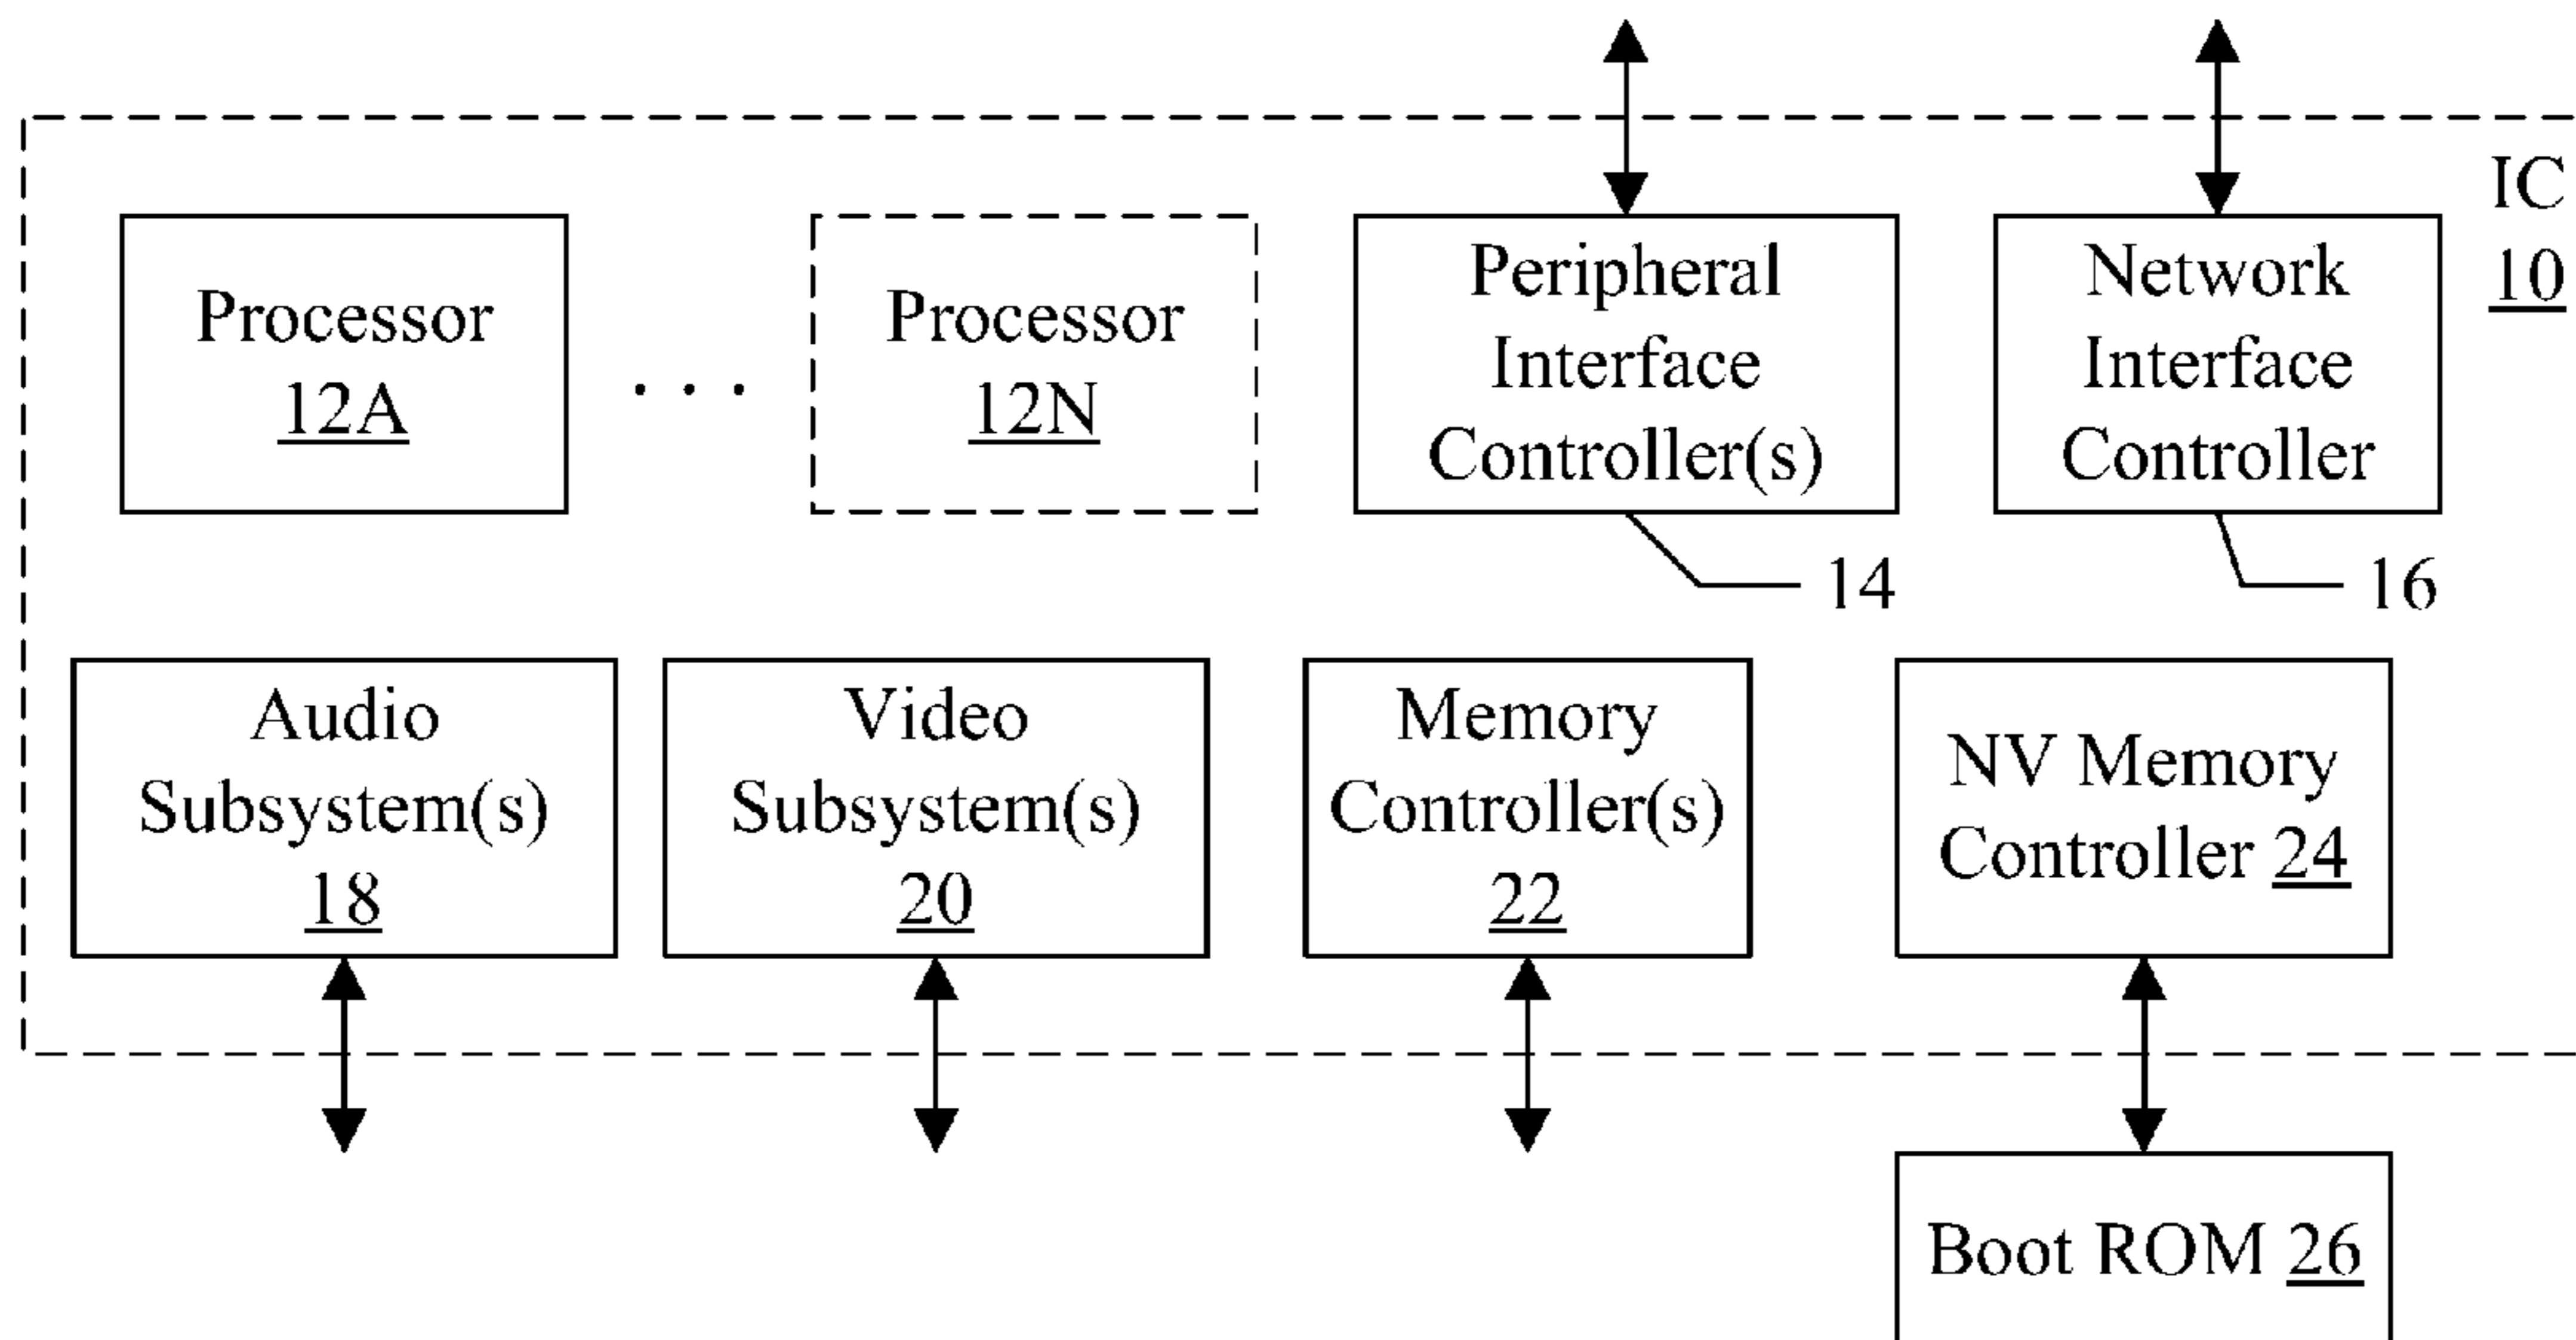 IC
10
Processor
12A
. . .
Processor
12N
Peripheral
Interface
Controller(s)
Network
Interface
Controller
14
16
Audio
Subsystem(s)
18
Video
Subsystem(s)
20
Memory
Controller(s)
22
NV Memory
Controller 24
Boot ROM 26